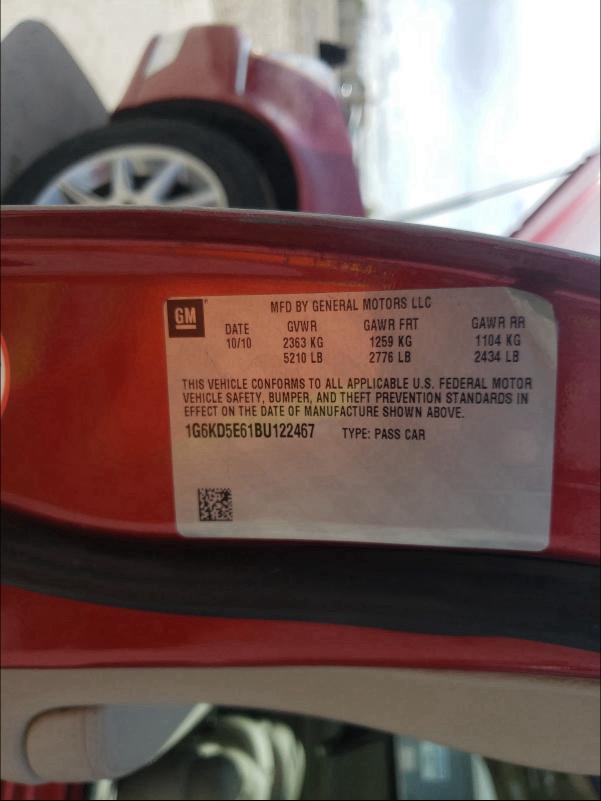 GM
MFD BY GENERAL MOTORS LLC
DATE GVWR GAWR FRT GAWR RR
10/10 2363 KG 1259 KG 1104 KG
5210 LB 2776 LB 2434 LB
THIS VEHICLE CONFORMS TO ALL APPLICABLE U.S. FEDERAL MOTOR
VEHICLE SAFETY, BUMPER, AND THEFT PREVENTION STANDARDS IN
EFFECT ON THE DATE OF MANUFACTURE SHOWN ABOVE.
1G6KD5E61BU122467 TYPE: PASS CAR